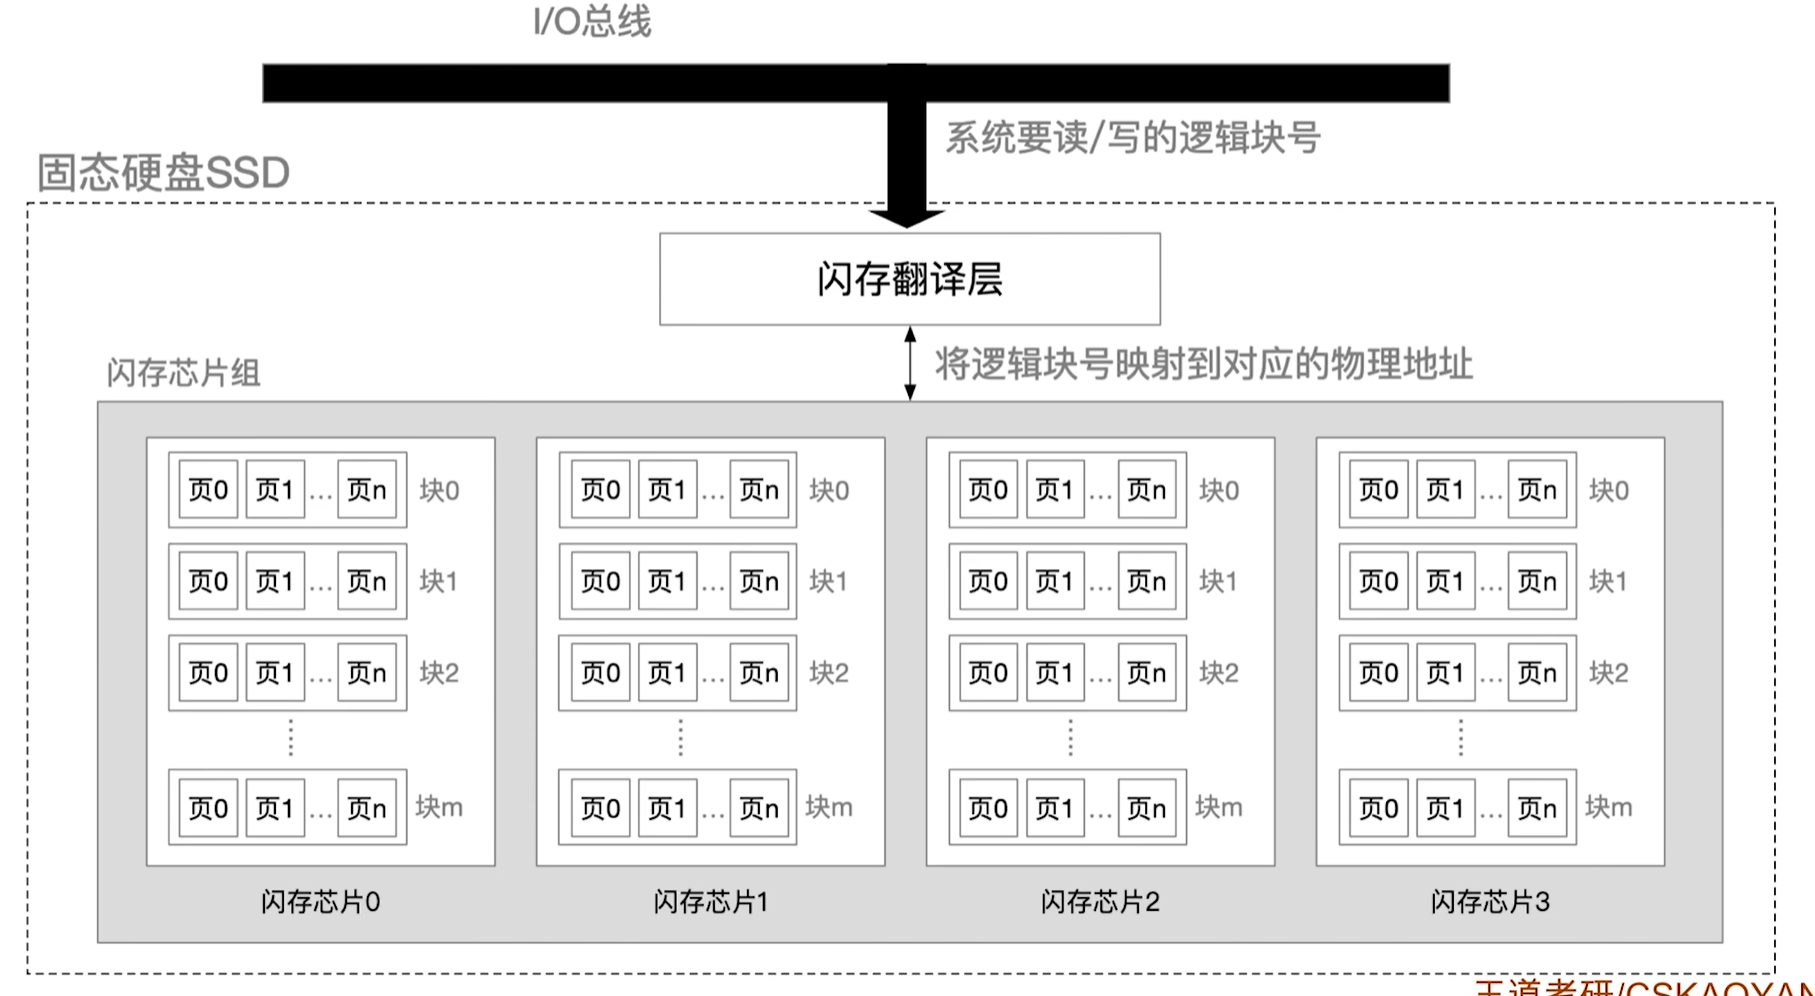 I/O总线
系统要读/写的逻辑块号
固态硬盘SSD
闪存翻译层
将逻辑块号映射到对应的物理地址
闪存芯片组
页0 页1 ... 页n 块0 页0 页1 ... 页n 块0 页0 页1 ... 页n 块0 页0 页1 ... 页n 块0
页0 页1 ... 页n 块1 页0 页1 ... 页n 块1 页0 页1 ... 页n 块1 页0 页1 ... 页n 块1
页0 页1 ... 页n 块2 页0 页1 ... 页n 块2 页0 页1 ... 页n 块2 页0 页1 ... 页n 块2
页0 页1 ... 页n 块m 页0 页1 ... 页n 块m 页0 页1 ... 页n 块m 页0 页1 ... 页n 块m
闪存芯片0 闪存芯片1 闪存芯片2 闪存芯片3
王道考研/CSKAOYAN